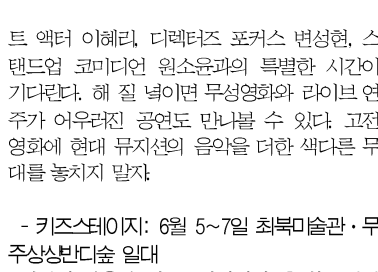 트 액터 이혜리, 디렉터즈 포커스 변성현, 스
탠드업 코미디언 원소윤과의 특별한 시간이
기다린다. 해 질 녘이면 무성영화와 라이브 연
주가 어우러진 공연도 만나볼 수 있다. 고전
영화에 현대 뮤지션의 음악을 더한 색다른 무
대를 놓치지 말자.
- 키즈스테이지: 6월 5~7일 최북미술관·무
주상상반디숲 일대